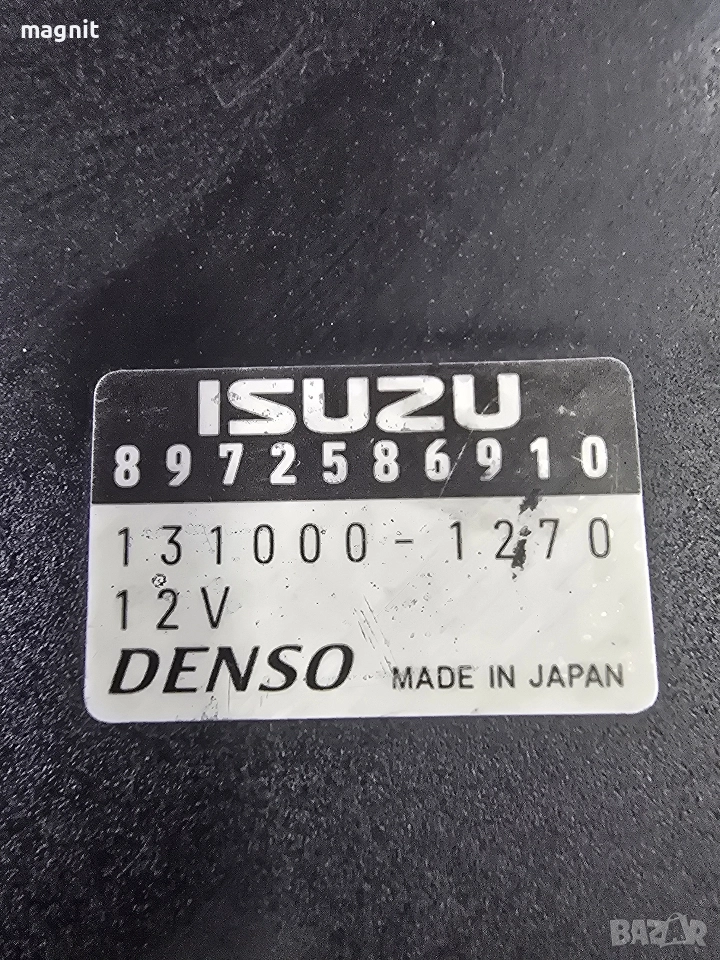 magnit
ISUZU
8972586910
131000-1270
12V
DENSO MADE IN JAPAN
BAZAR